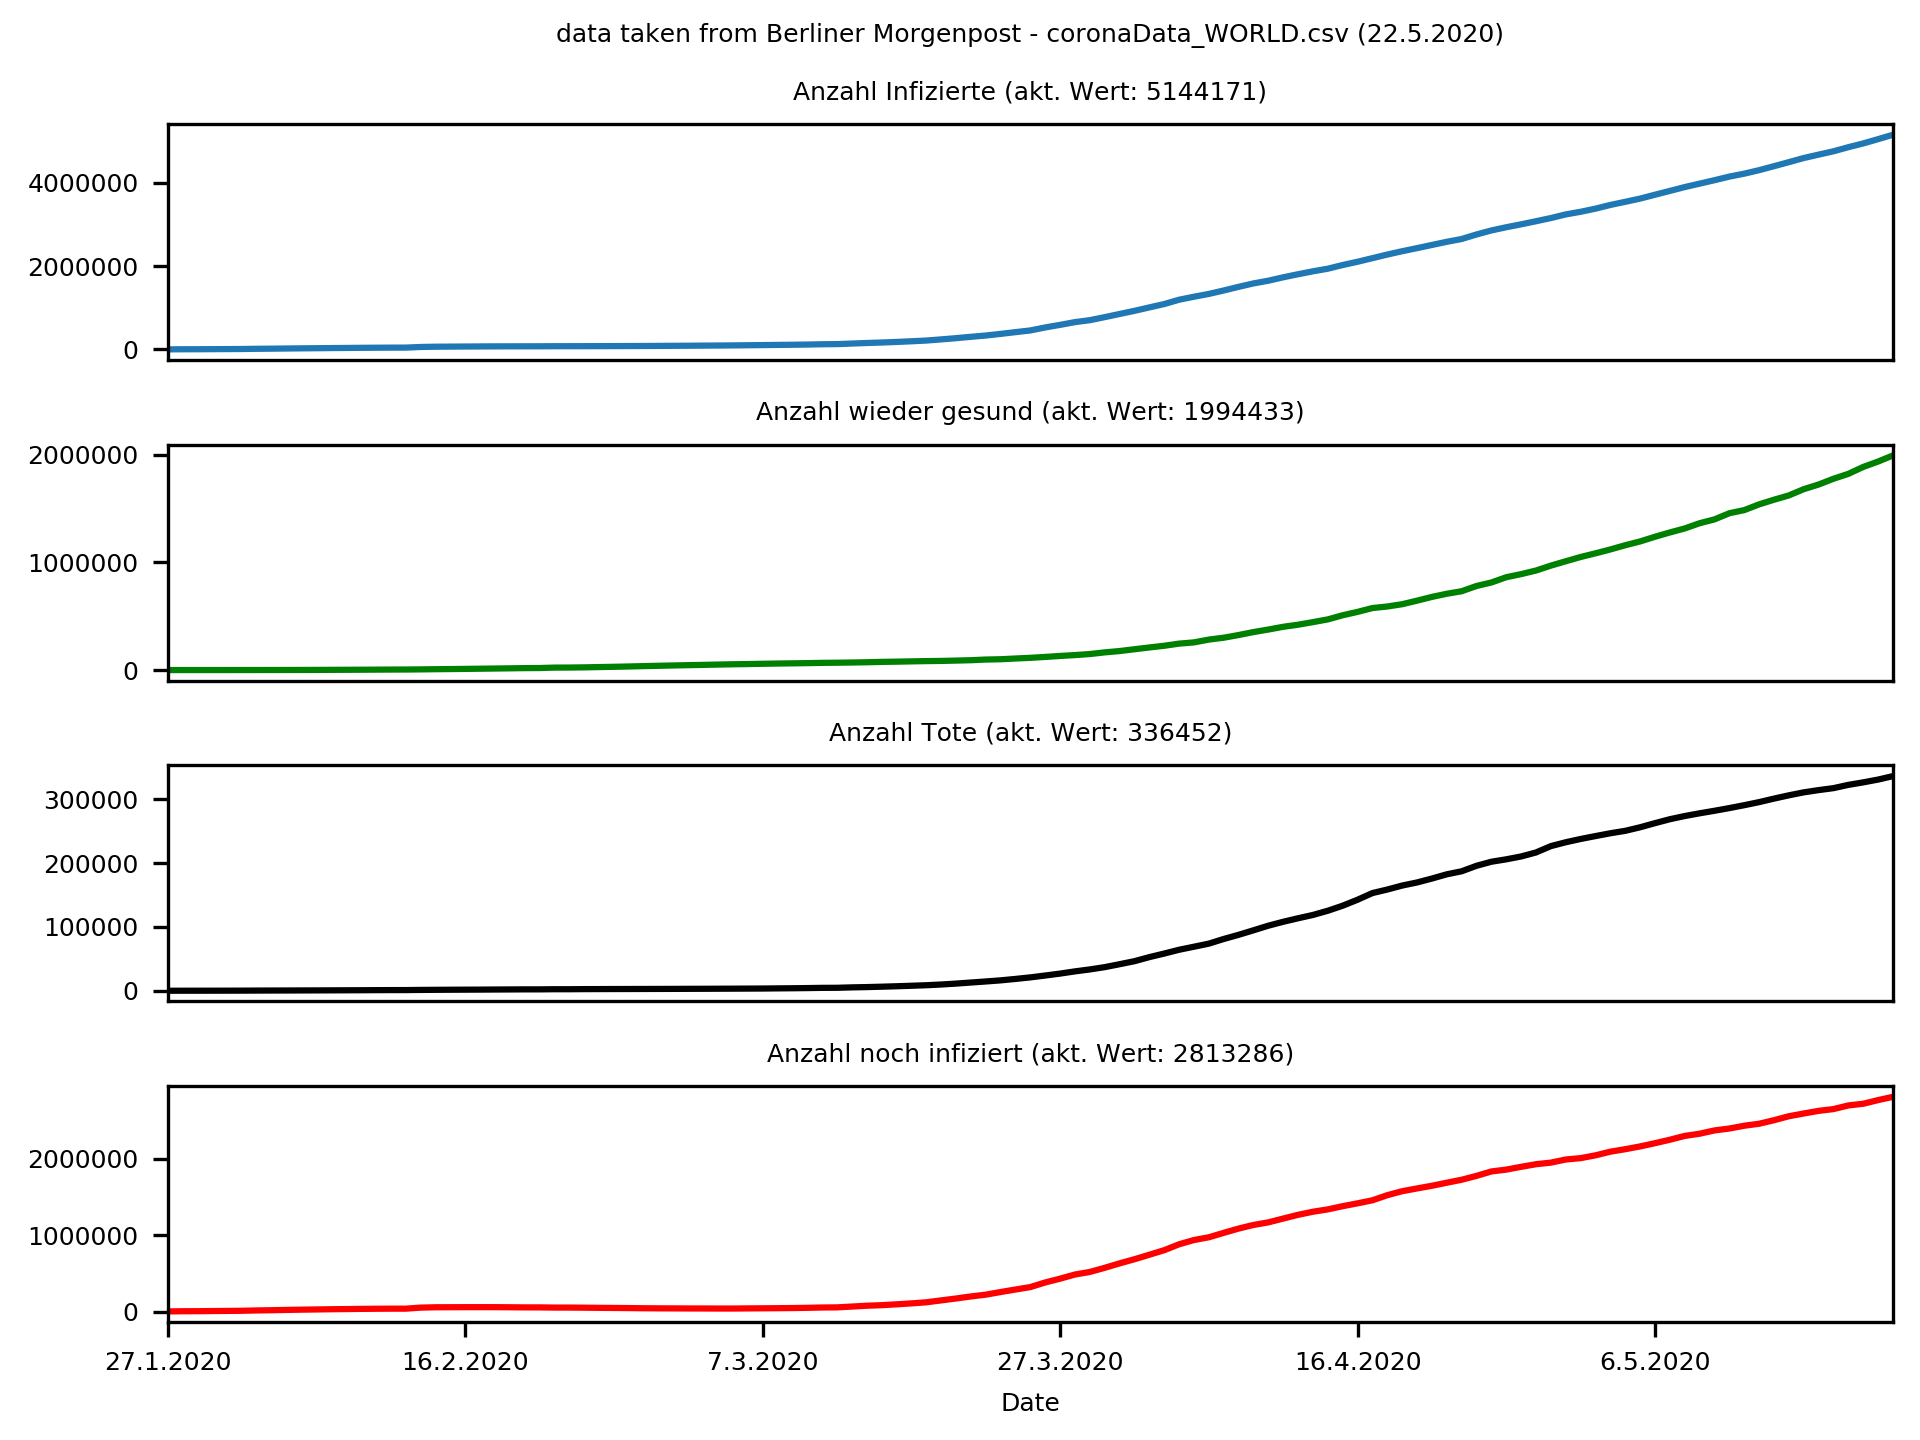 data taken from Berliner Morgenpost - coronaData_WORLD.csv (22.5.2020)
Anzahl Infizierte (akt. Wert: 5144171)
4000000
2000000
0
Anzahl wieder gesund (akt. Wert: 1994433)
2000000
1000000
0
Anzahl Tote (akt. Wert: 336452)
300000
200000
100000
0
Anzahl noch infiziert (akt. Wert: 2813286)
2000000
1000000
0
27.1.2020 16.2.2020 7.3.2020 27.3.2020 16.4.2020 6.5.2020
Date